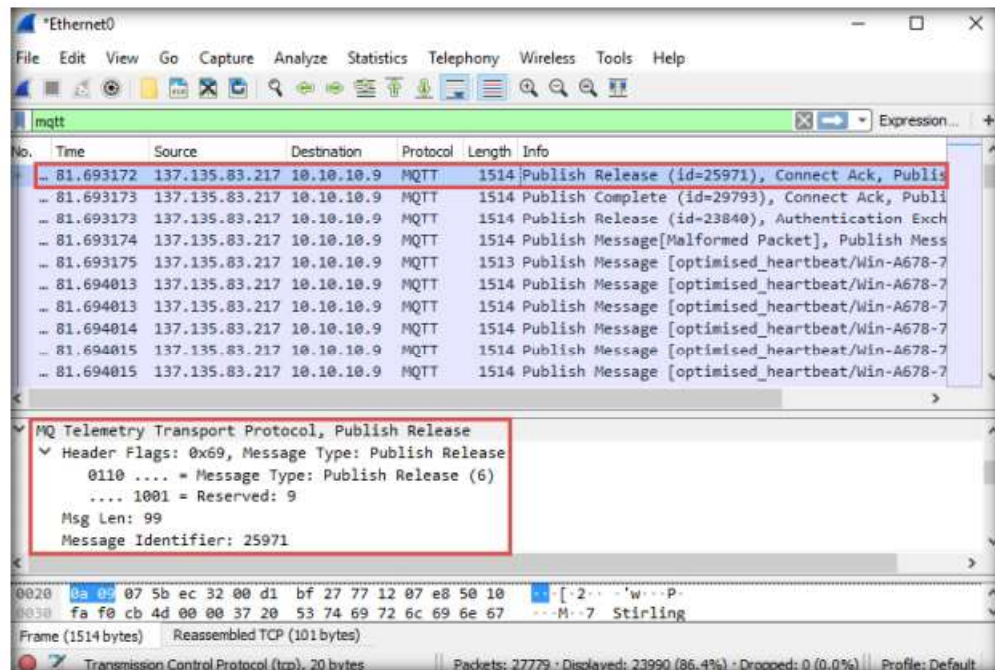 *Ethernet0
File Edit View Go Capture Analyze Statistics Telephony Wireless Tools Help
mqtt Expression... +
No. Time Source Destination Protocol Length Info
... 81.693172 137.135.83.217 10.10.10.9 MQTT 1514 Publish Release (id=25971), Connect Ack, Publis
... 81.693173 137.135.83.217 10.10.10.9 MQTT 1514 Publish Complete (id=29793), Connect Ack, Publi
... 81.693173 137.135.83.217 10.10.10.9 MQTT 1514 Publish Release (id=23840), Authentication Exch
... 81.693174 137.135.83.217 10.10.10.9 MQTT 1514 Publish Message[Malformed Packet], Publish Mess
... 81.693175 137.135.83.217 10.10.10.9 MQTT 1513 Publish Message [optimised_heartbeat/Win-A678-7
... 81.694013 137.135.83.217 10.10.10.9 MQTT 1514 Publish Message [optimised_heartbeat/Win-A678-7
... 81.694013 137.135.83.217 10.10.10.9 MQTT 1514 Publish Message [optimised_heartbeat/Win-A678-7
... 81.694014 137.135.83.217 10.10.10.9 MQTT 1514 Publish Message [optimised_heartbeat/Win-A678-7
... 81.694015 137.135.83.217 10.10.10.9 MQTT 1514 Publish Message [optimised_heartbeat/Win-A678-7
... 81.694015 137.135.83.217 10.10.10.9 MQTT 1514 Publish Message [optimised_heartbeat/Win-A678-7
MQ Telemetry Transport Protocol, Publish Release
Header Flags: 0x69, Message Type: Publish Release
0110 .... = Message Type: Publish Release (6)
.... 1001 = Reserved: 9
Msg Len: 99
Message Identifier: 25971
0020 0a 09 07 5b ec 32 00 d1 bf 27 77 12 07 e8 50 10 ···[·2·· ·'w···P·
0030 fa f0 cb 4d 00 00 37 20 53 74 69 72 6c 69 6e 67 ···M··7 Stirling
Frame (1514 bytes) Reassembled TCP (101 bytes)
Transmission Control Protocol (tcp), 20 bytes Packets: 27779 · Displayed: 23990 (86.4%) · Dropped: 0 (0.0%) Profile: Default